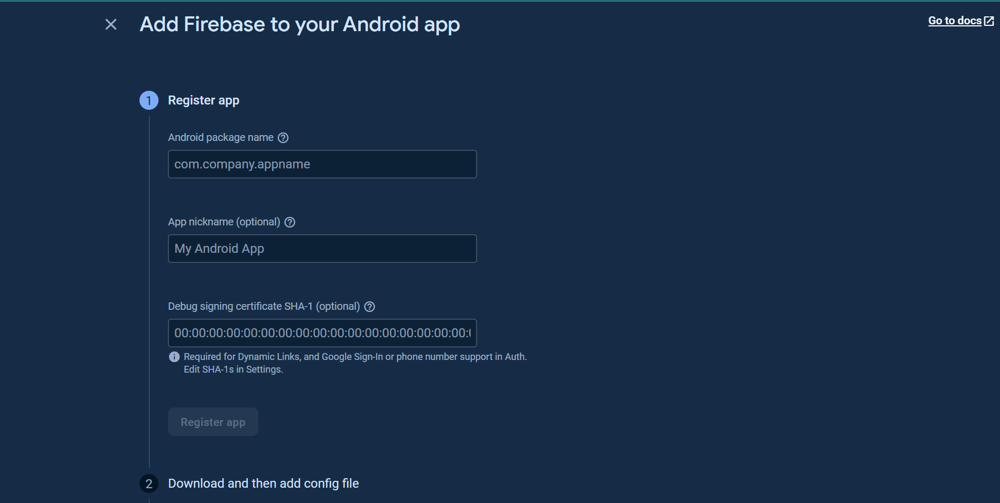 Add Firebase to your Android app
Go to docs
1 Register app
Android package name
com.company.appname
App nickname (optional)
My Android App
Debug signing certificate SHA-1 (optional)
00:00:00:00:00:00:00:00:00:00:00:00:00:00:00:00:00:0
Required for Dynamic Links, and Google Sign-In or phone number support in Auth.
Edit SHA-1s in Settings.
Register app
2 Download and then add config file